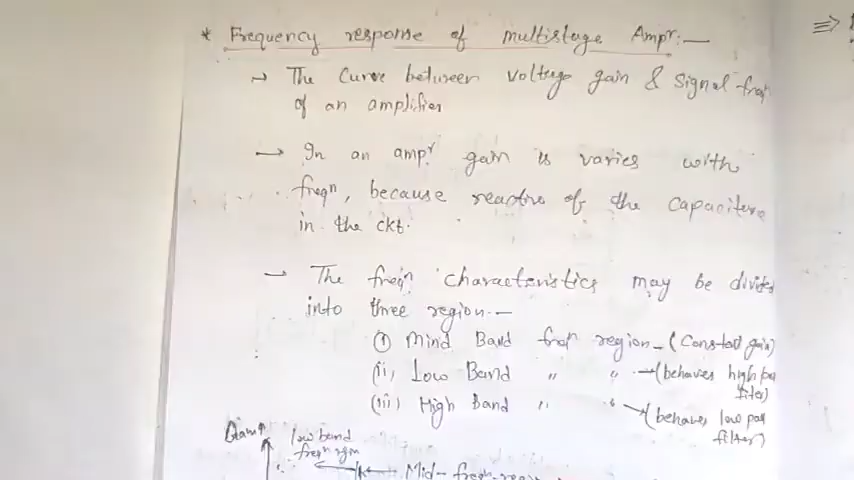 * Frequency response of multistage Ampr:—
→ The Curve between voltage gain & Signal freqn
of an amplifier
→ In an ampr gain is varies with
freqn, because reactive of the capacitors
in the ckt.
→ The freqn characteristics may be divided
into three region.—
(i) Mind Band freqn region - (Constant gain)
(ii) Low Band " " → (behaves high pass
filter)
(iii) High Band " " → (behaves low pass
filter)
low band
freqn rgn
Mid-freqn-region